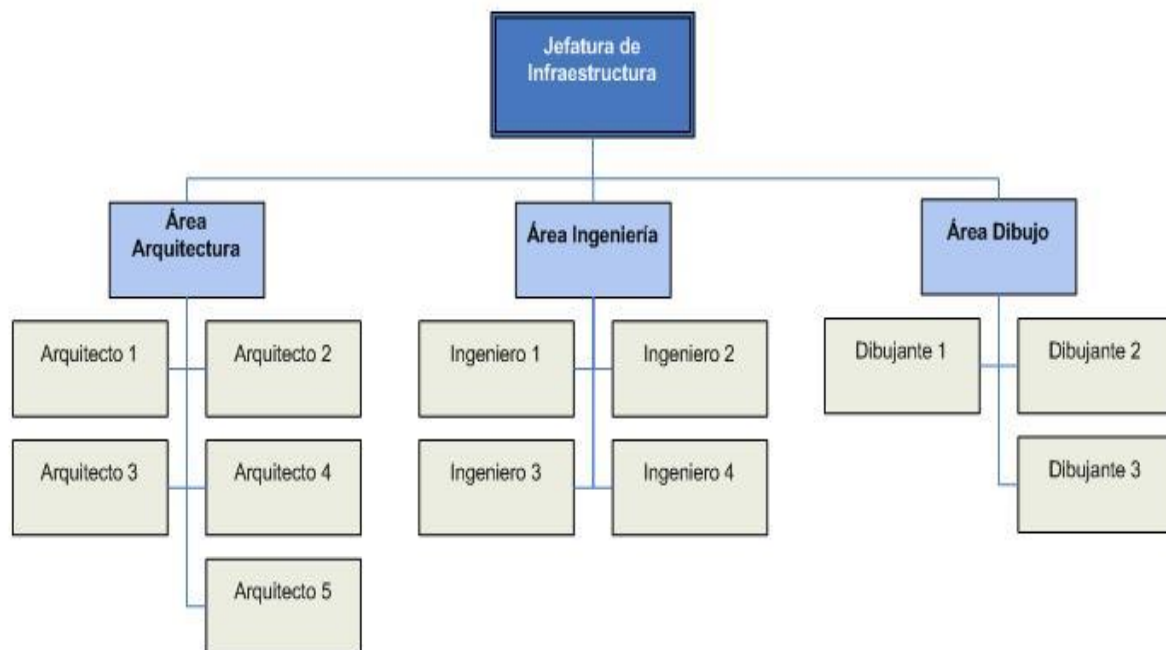 Jefatura de
Infraestructura
Área
Arquitectura
Área Ingeniería
Área Dibujo
Arquitecto 1
Arquitecto 2
Ingeniero 1
Ingeniero 2
Dibujante 1
Dibujante 2
Arquitecto 3
Arquitecto 4
Ingeniero 3
Ingeniero 4
Dibujante 3
Arquitecto 5